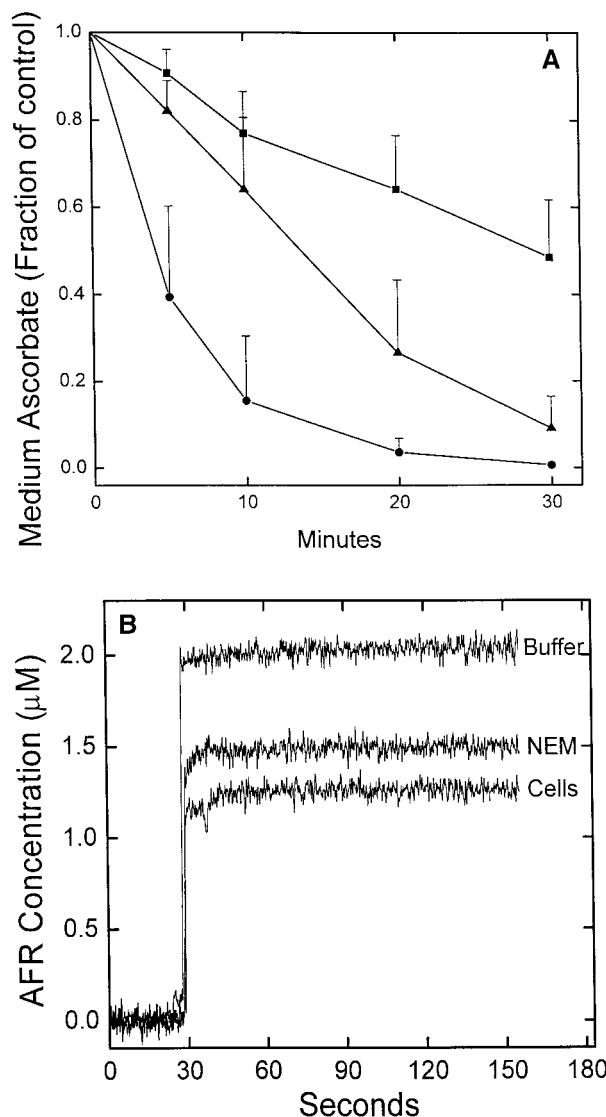 A
Medium Ascorbate (Fraction of control)
1.0
0.8
0.6
0.4
0.2
0.0
0 10 20 30
Minutes
B
AFR Concentration (µM)
2.0
1.5
1.0
0.5
0.0
Buffer
NEM
Cells
0 30 60 90 120 150 180
Seconds